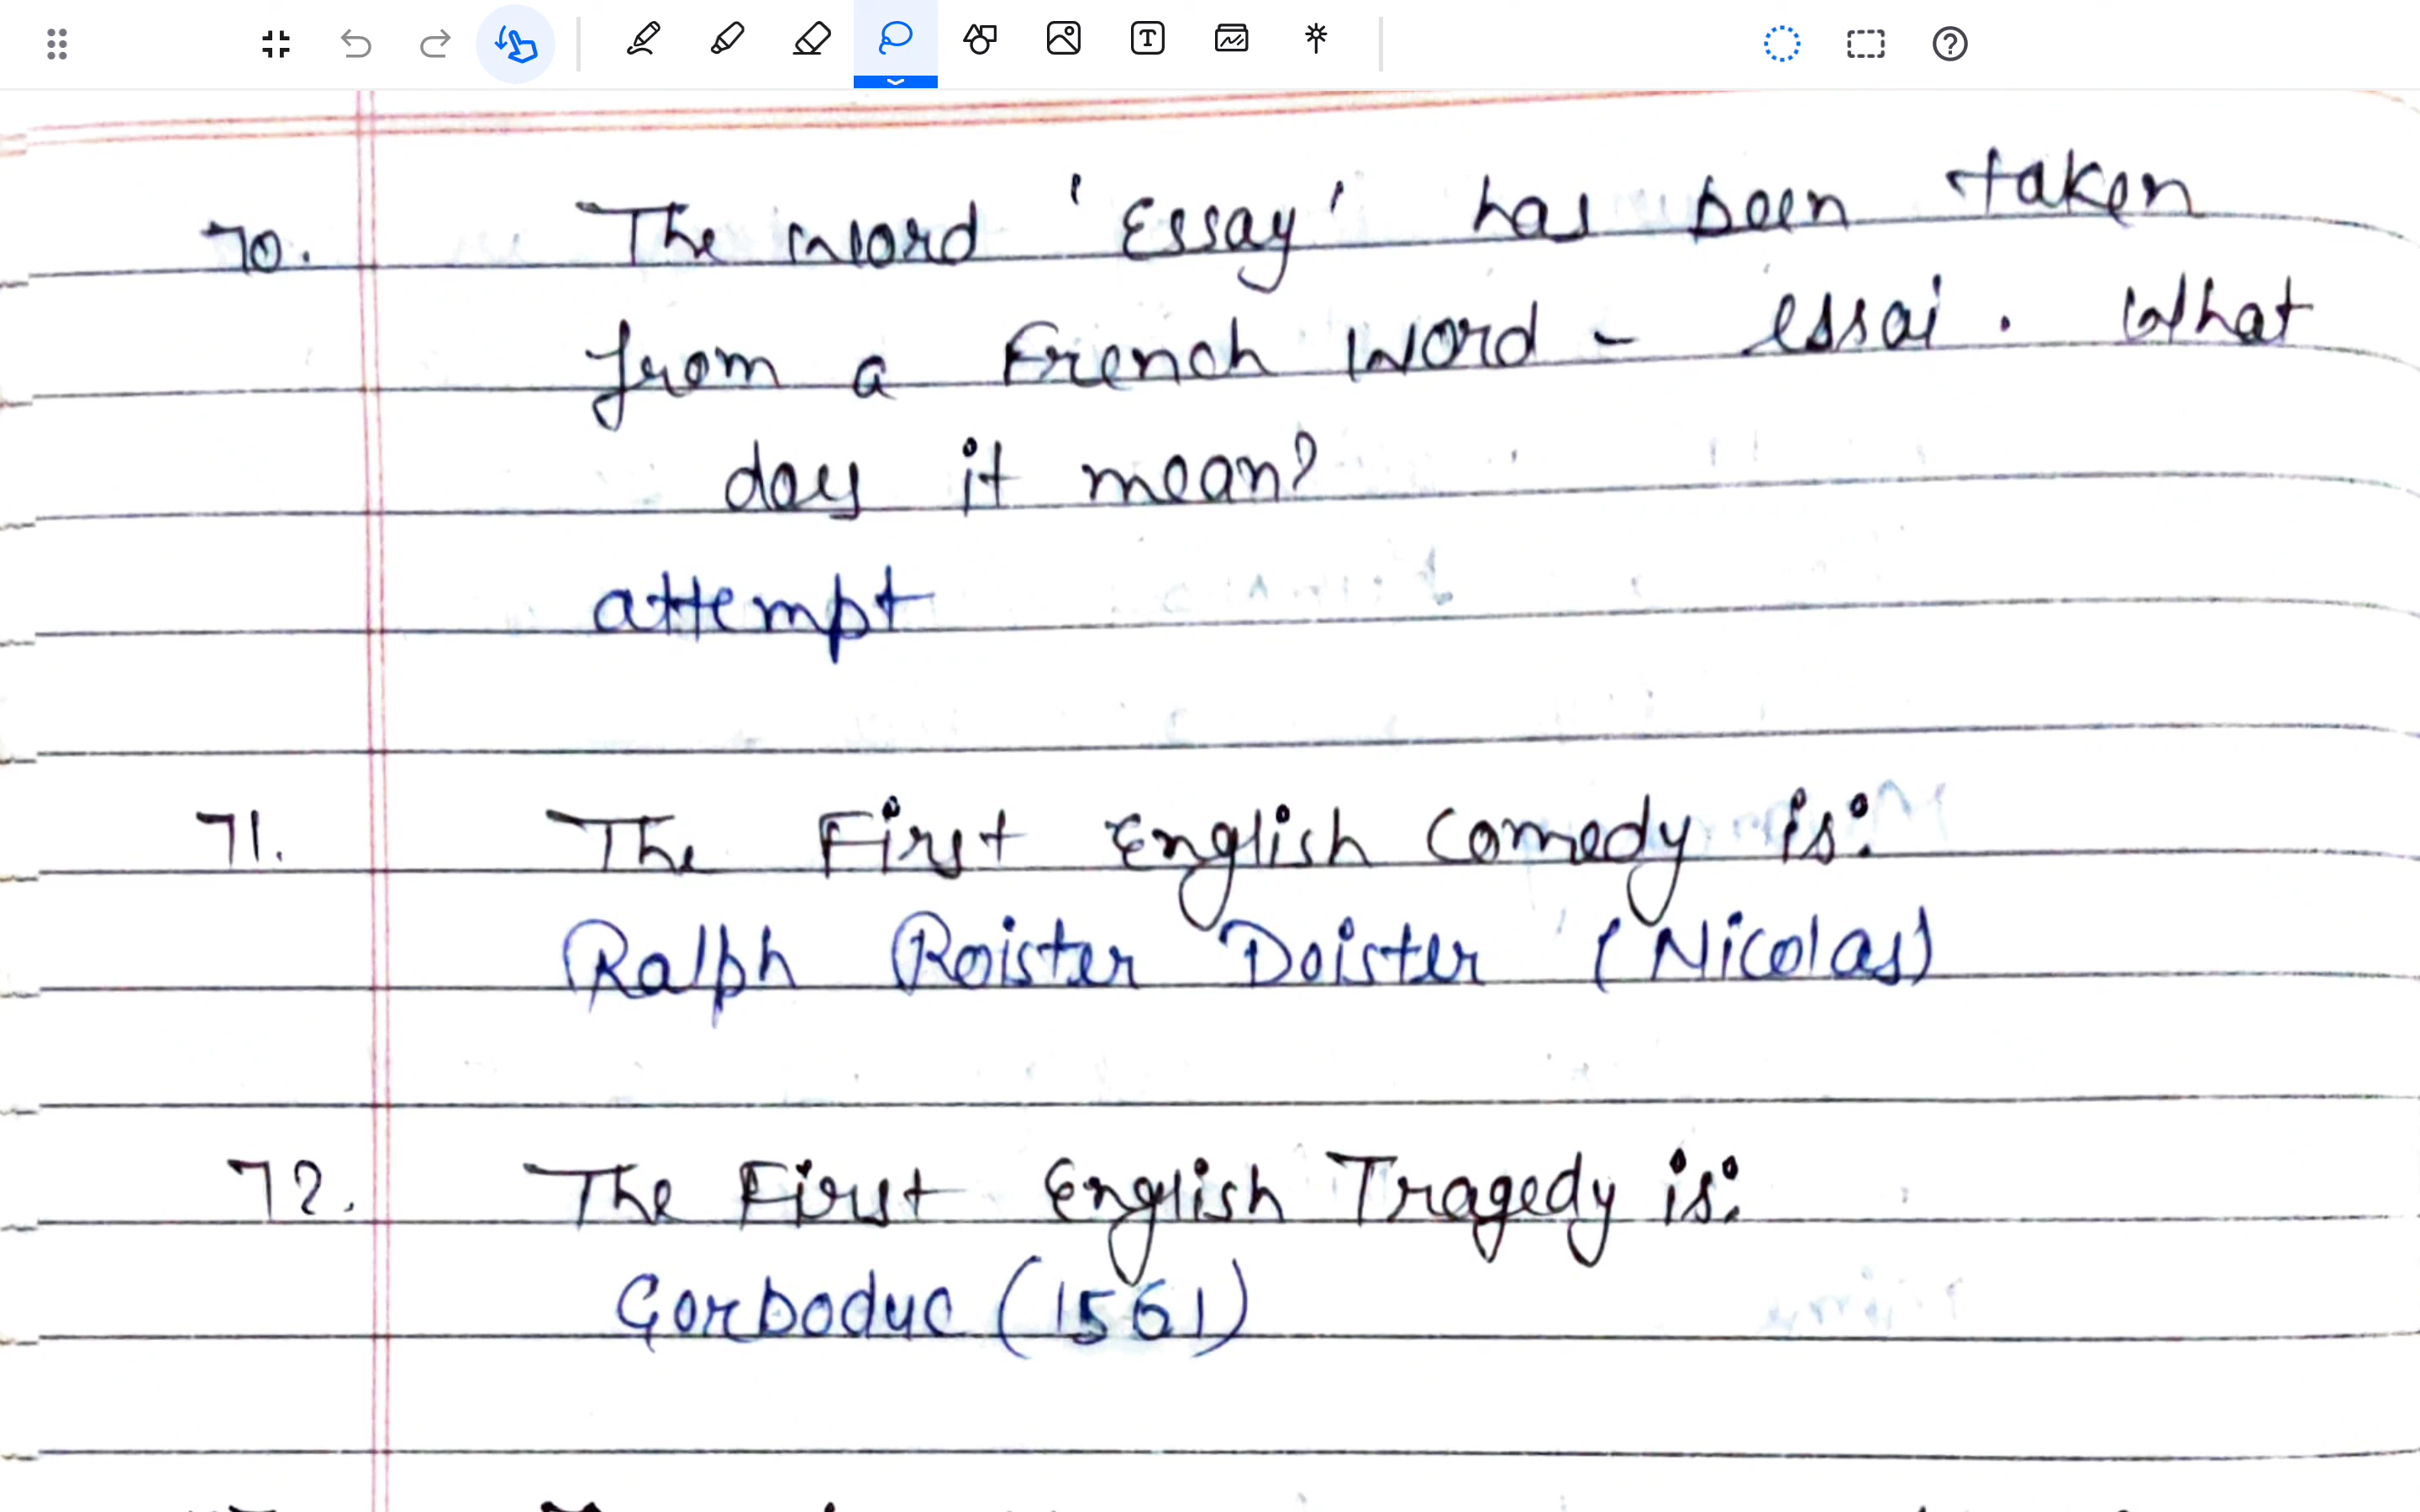 70. The word 'Essay' has been taken
from a French word - essai. What
does it mean?
attempt
71. The First English Comedy is:
Ralph Roister Doister (Nicolas)
72. The First English Tragedy is:
Gorboduc (1561)